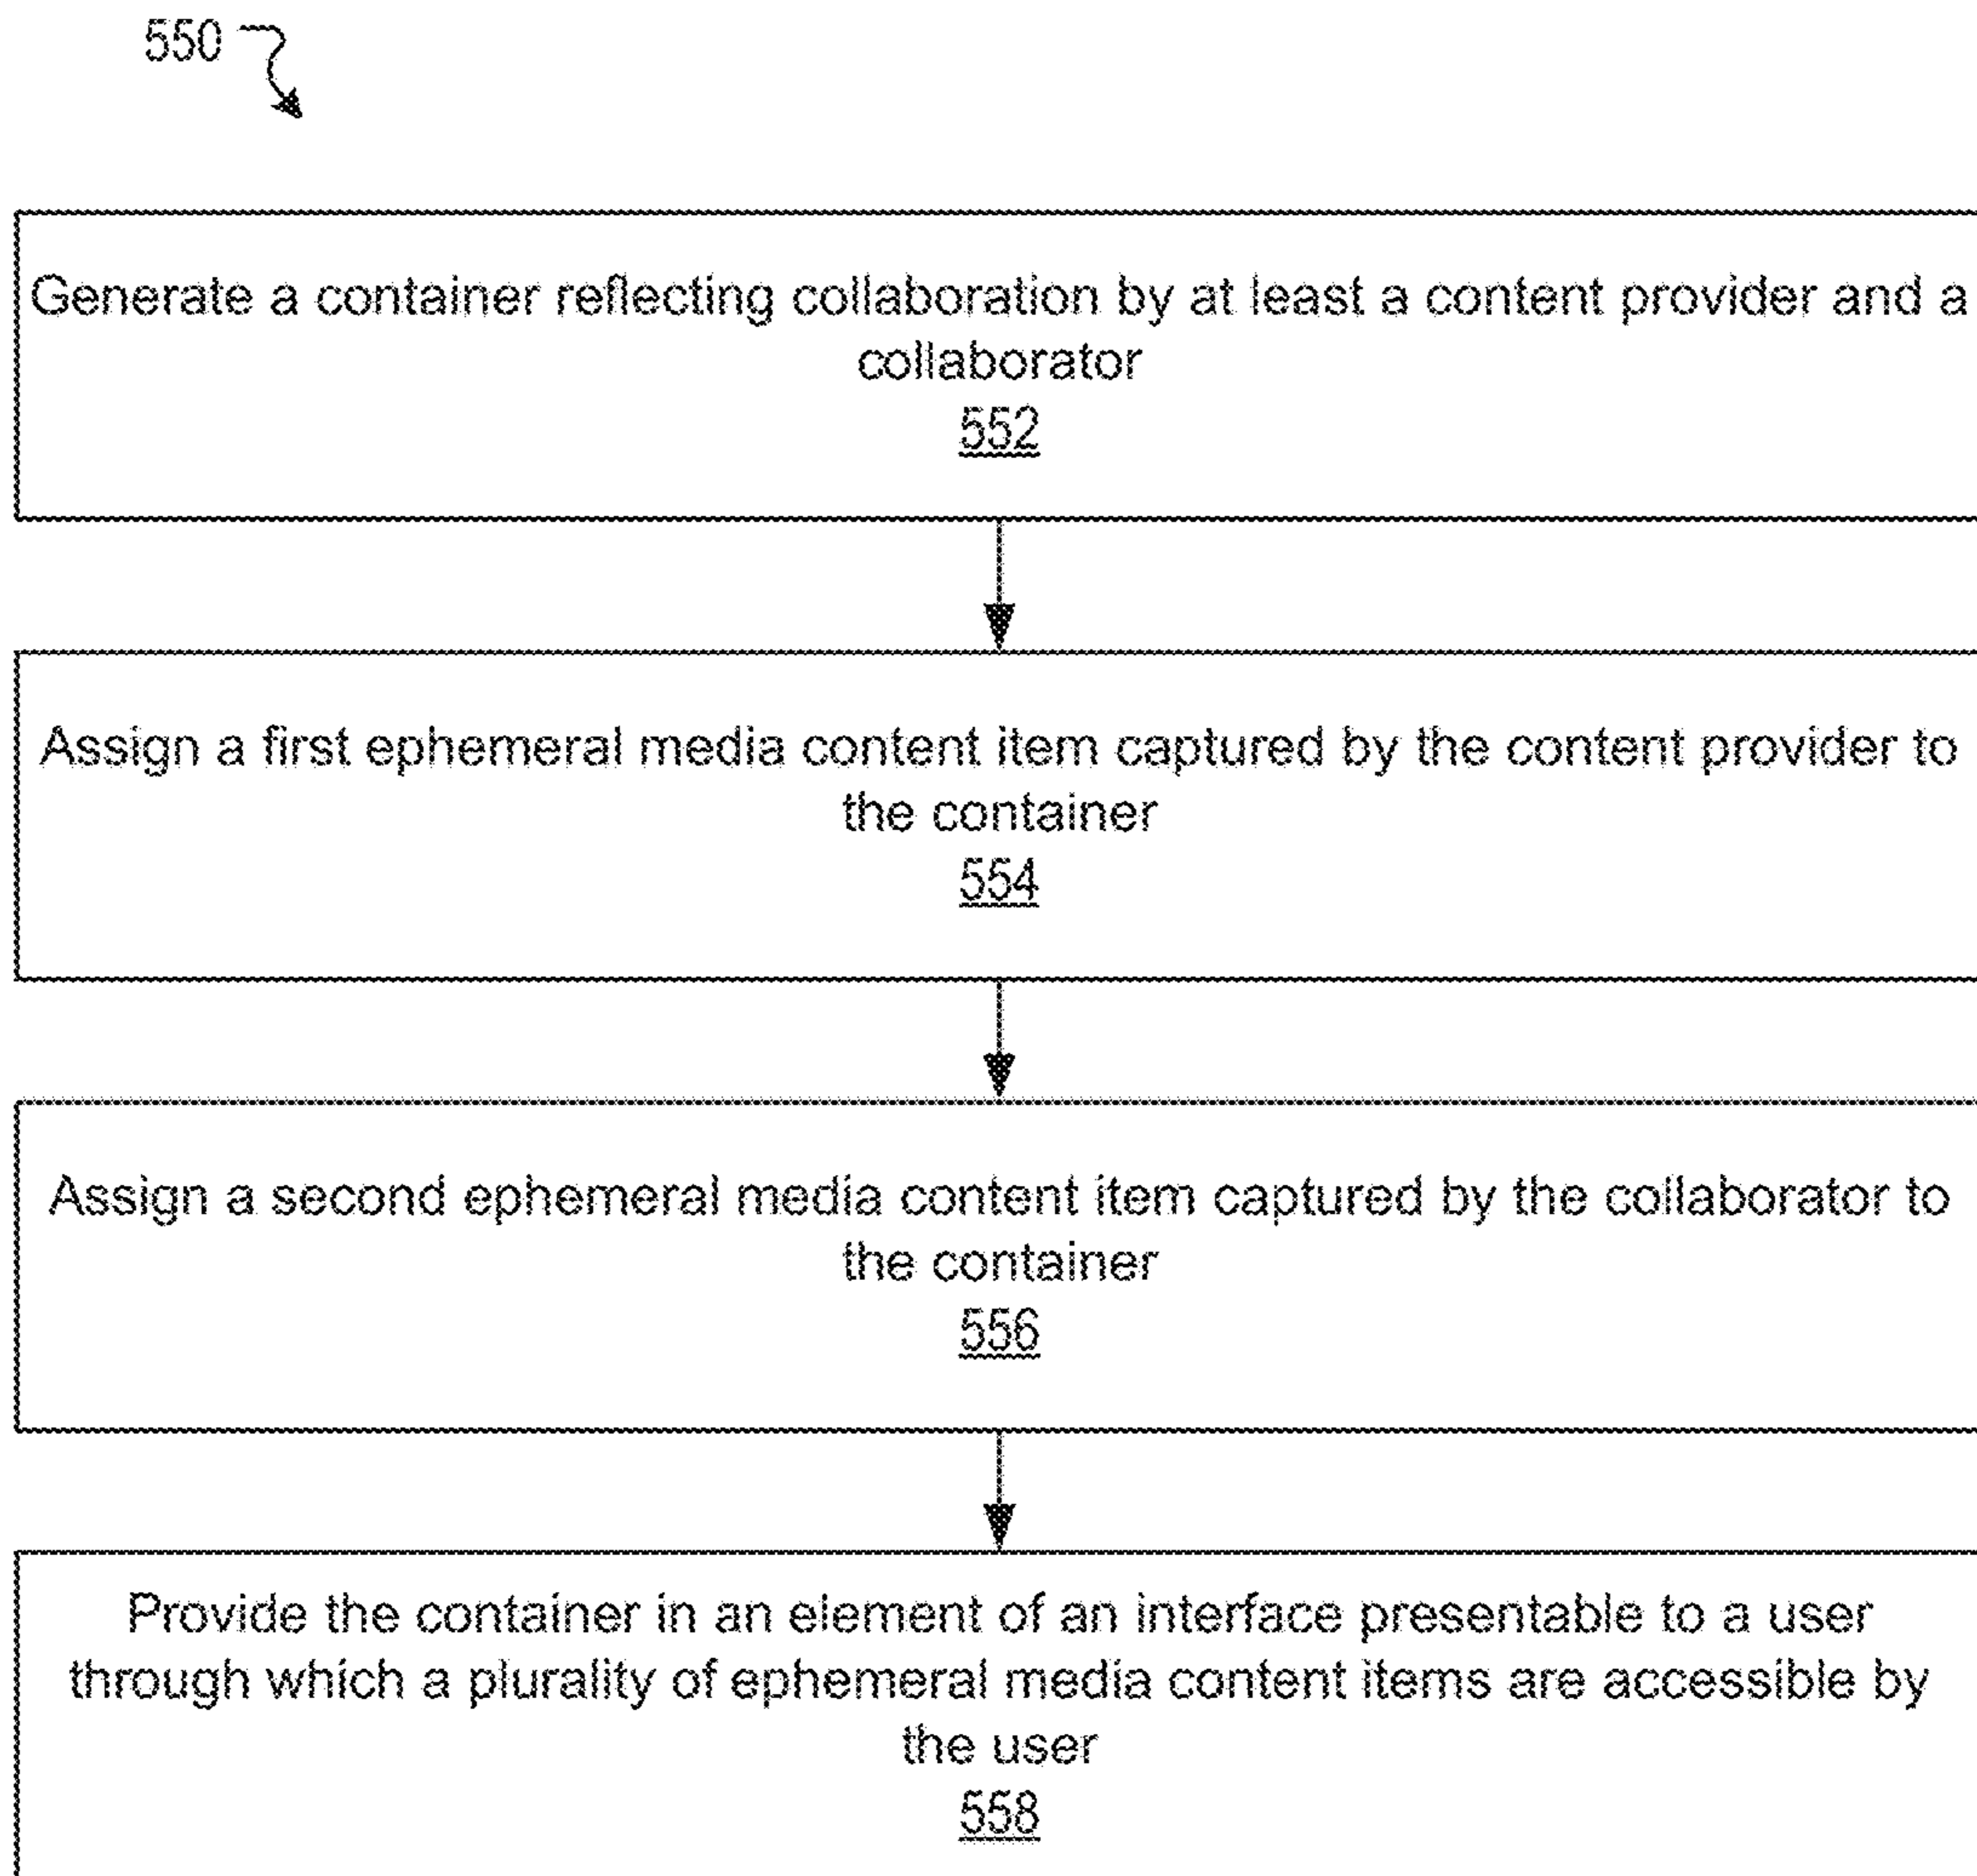 550
Generate a container reflecting collaboration by at least a content provider and a
collaborator
552
Assign a first ephemeral media content item captured by the content provider to
the container
554
Assign a second ephemeral media content item captured by the collaborator to
the container
556
Provide the container in an element of an interface presentable to a user
through which a plurality of ephemeral media content items are accessible by
the user
558